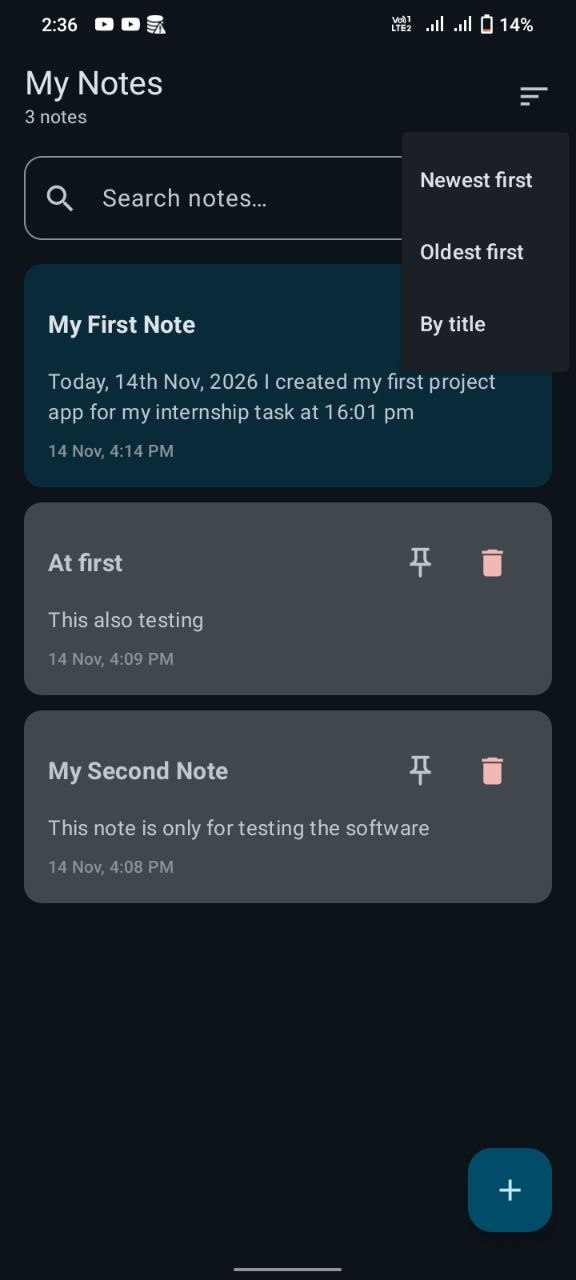 2:36 Vo))1 LTE2 14%
My Notes
3 notes
Search notes…
Newest first
Oldest first
By title
My First Note
Today, 14th Nov, 2026 I created my first project
app for my internship task at 16:01 pm
14 Nov, 4:14 PM
At first
This also testing
14 Nov, 4:09 PM
My Second Note
This note is only for testing the software
14 Nov, 4:08 PM